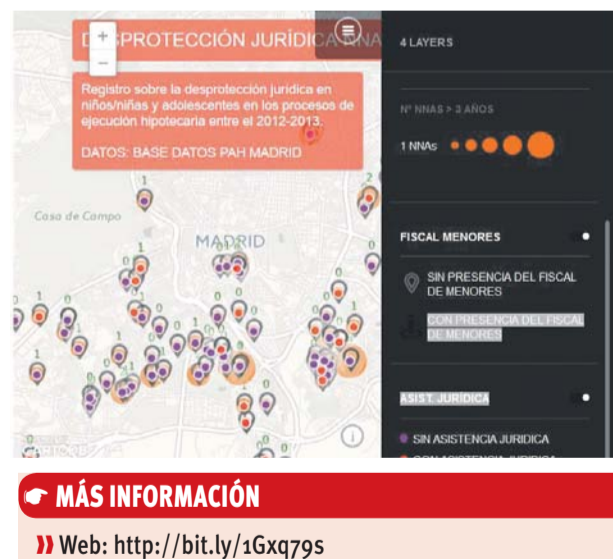 DESPROTECCIÓN JURÍDICA NNA
Registro sobre la desprotección jurídica en
niños/niñas y adolescentes en los procesos de
ejecución hipotecaria entre el 2012-2013.
DATOS: BASE DATOS PAH MADRID
Casa de Campo
MADRID
4 LAYERS
Nº NNAS > 3 AÑOS
1 NNAs
FISCAL MENORES
SIN PRESENCIA DEL FISCAL
DE MENORES
CON PRESENCIA DEL FISCAL
DE MENORES
ASIST. JURÍDICA
SIN ASISTENCIA JURIDICA
CON ASISTENCIA JURIDICA
MÁS INFORMACIÓN
Web: http://bit.ly/1Gxq79s